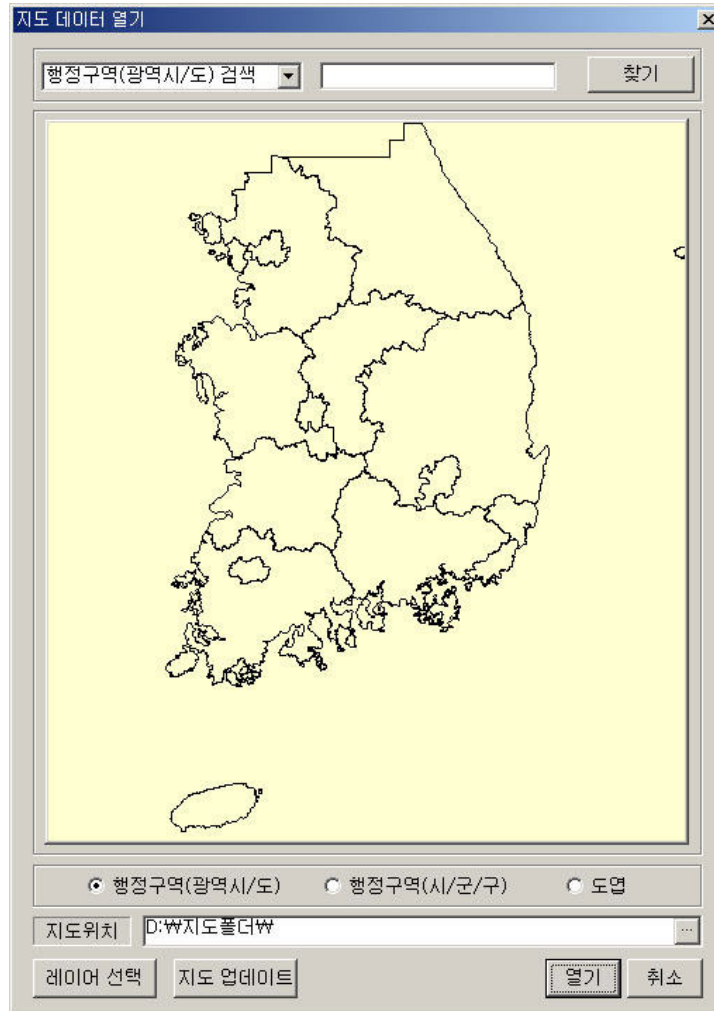 지도 데이터 열기
행정구역(광역시/도) 검색
찾기
행정구역(광역시/도) 행정구역(시/군/구) 도엽
지도위치 D:₩지도폴더₩ ...
레이어 선택 지도 업데이트 열기 취소